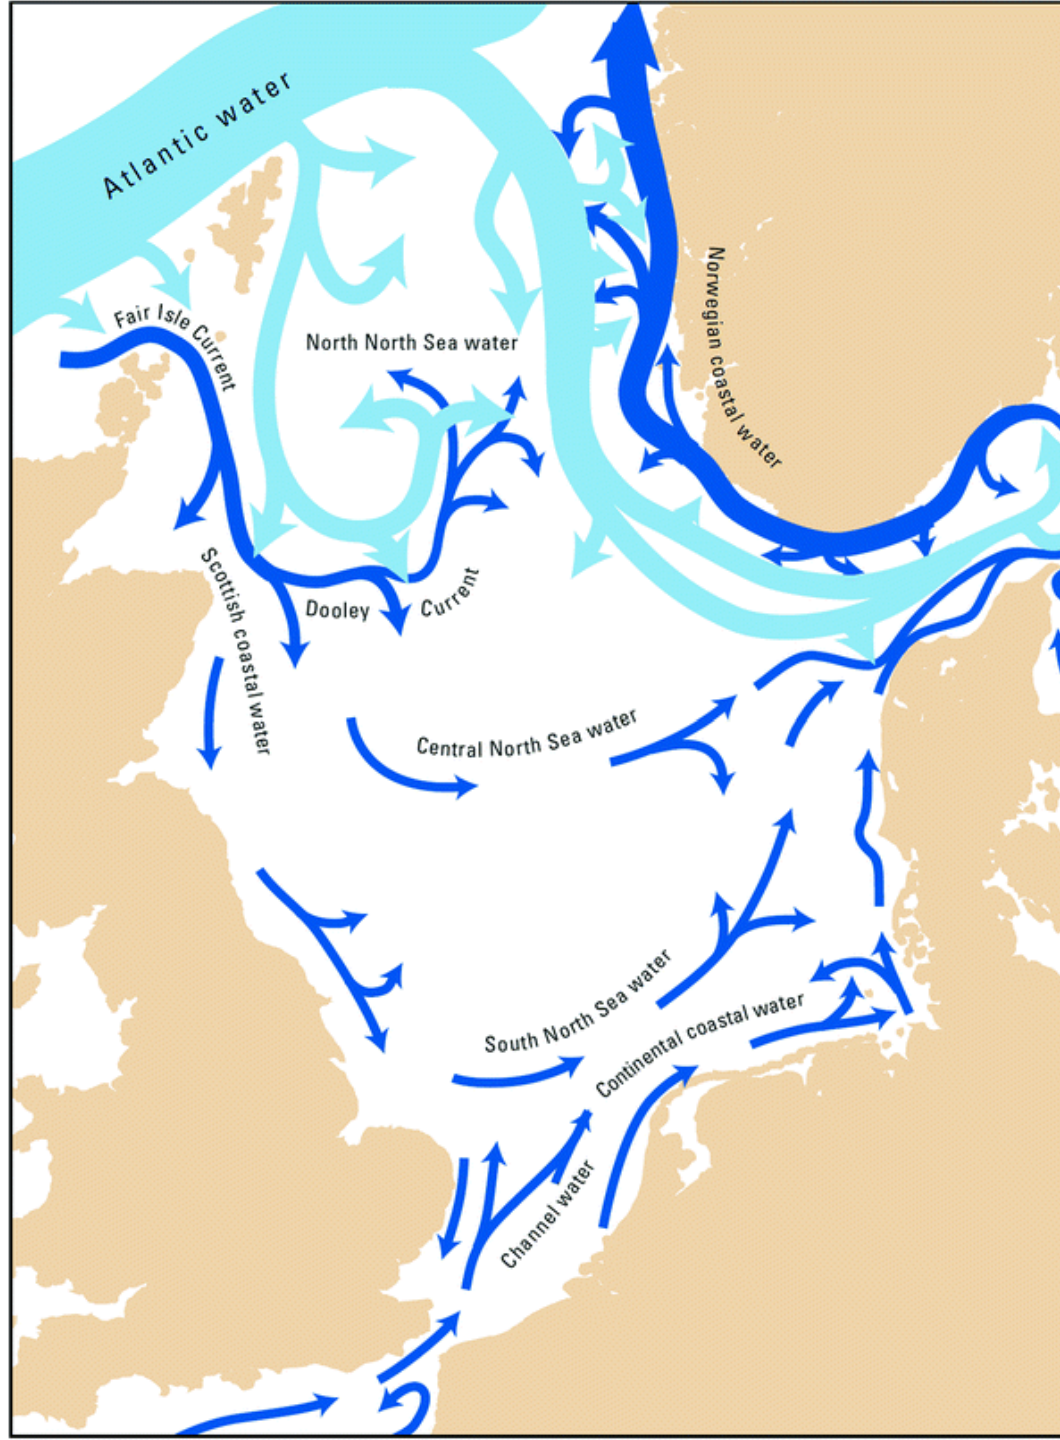 Atlantic water
Fair Isle Current
Norwegian coastal water
North North Sea water
Scottish coastal water
Dooley Current
Central North Sea water
South North Sea water
Continental coastal water
Channel water